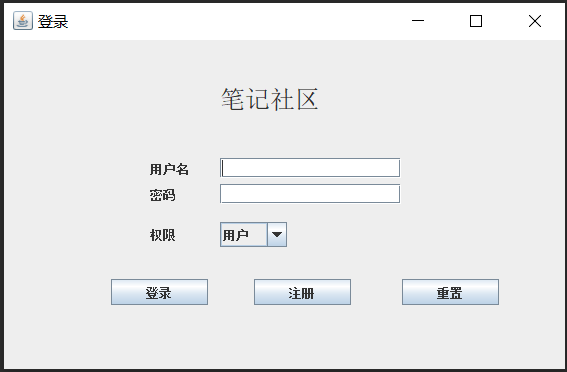 登录
笔记社区
用户名
密码
权限 用户
登录 注册 重置